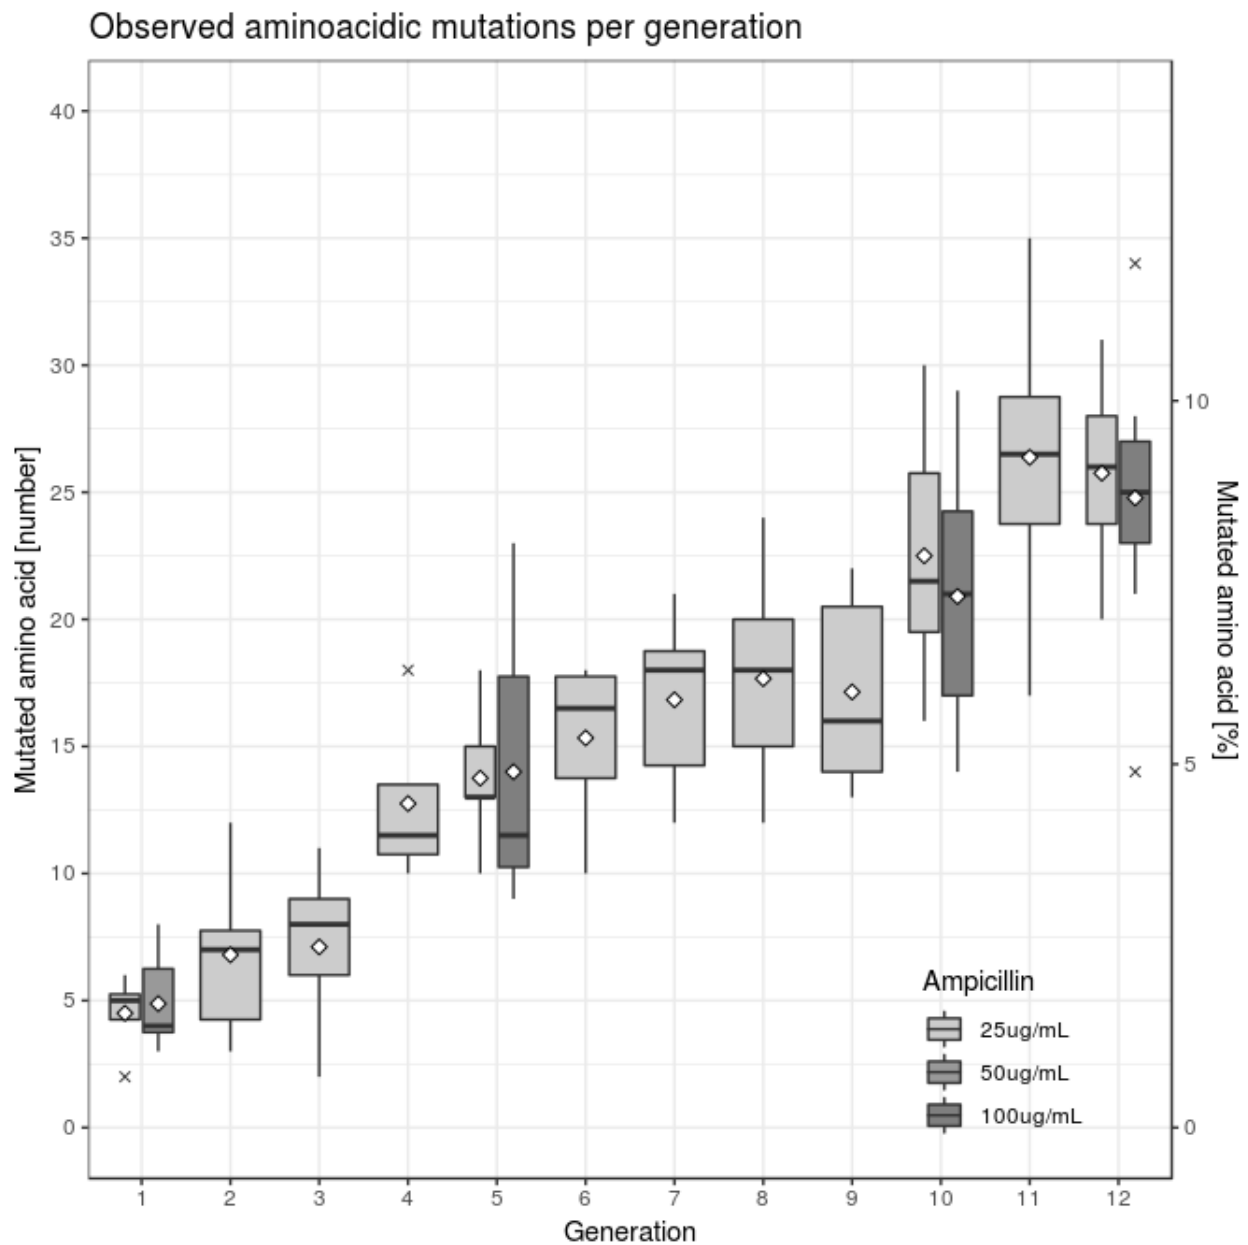 Observed aminoacidic mutations per generation
Mutated amino acid [number]
40
35
30
25
20
15
10
5
0
Mutated amino acid [%]
10
5
0
Ampicillin
25ug/mL
50ug/mL
100ug/mL
1 2 3 4 5 6 7 8 9 10 11 12
Generation